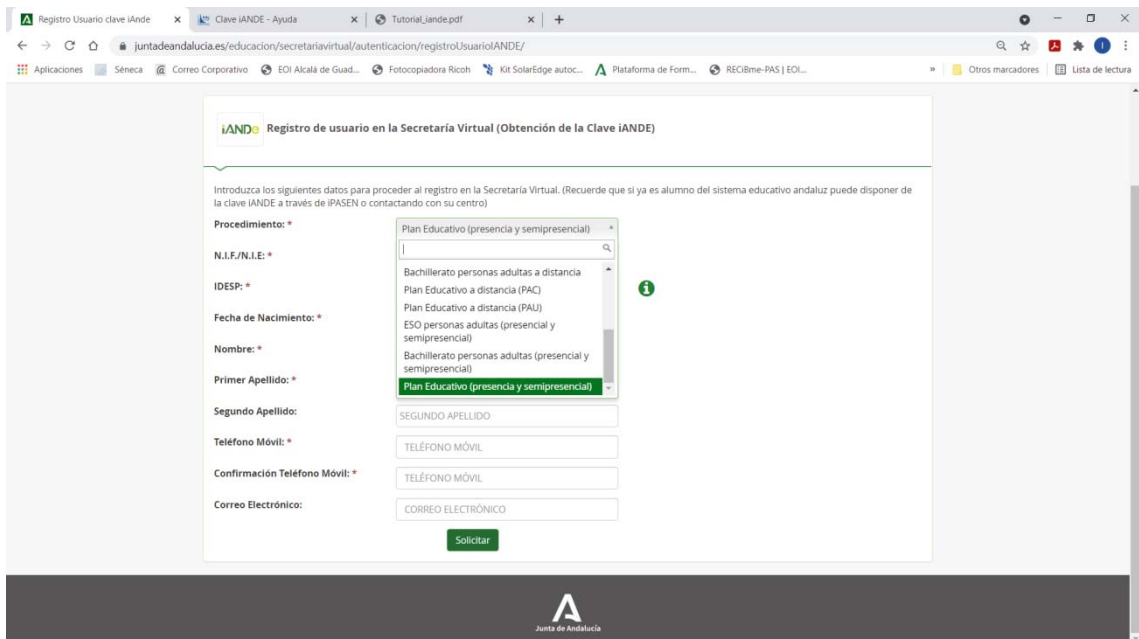 Registro Usuario clave iAnde
Clave iANDE - Ayuda
Tutorial_iande.pdf
juntadeandalucia.es/educacion/secretariavirtual/autenticacion/registroUsuarioIANDE/
Aplicaciones
Séneca
Correo Corporativo
EOI Alcalá de Guad...
Fotocopiadora Ricoh
Kit SolarEdge autoc...
Plataforma de Form...
RECiBme-PAS | EOI...
»
Otros marcadores
Lista de lectura
iANDe
Registro de usuario en la Secretaría Virtual (Obtención de la Clave iANDE)
Introduzca los siguientes datos para proceder al registro en la Secretaría Virtual. (Recuerde que si ya es alumno del sistema educativo andaluz puede disponer de
la clave iANDE a través de iPASEN o contactando con su centro)
Procedimiento: *
Plan Educativo (presencia y semipresencial)
N.I.F./N.I.E: *
Bachillerato personas adultas a distancia
IDESP: *
Plan Educativo a distancia (PAC)
Plan Educativo a distancia (PAU)
Fecha de Nacimiento: *
ESO personas adultas (presencial y
semipresencial)
Nombre: *
Bachillerato personas adultas (presencial y
semipresencial)
Primer Apellido: *
Plan Educativo (presencia y semipresencial)
Segundo Apellido:
SEGUNDO APELLIDO
Teléfono Móvil: *
TELÉFONO MÓVIL
Confirmación Teléfono Móvil: *
TELÉFONO MÓVIL
Correo Electrónico:
CORREO ELECTRÓNICO
Solicitar
Junta de Andalucía